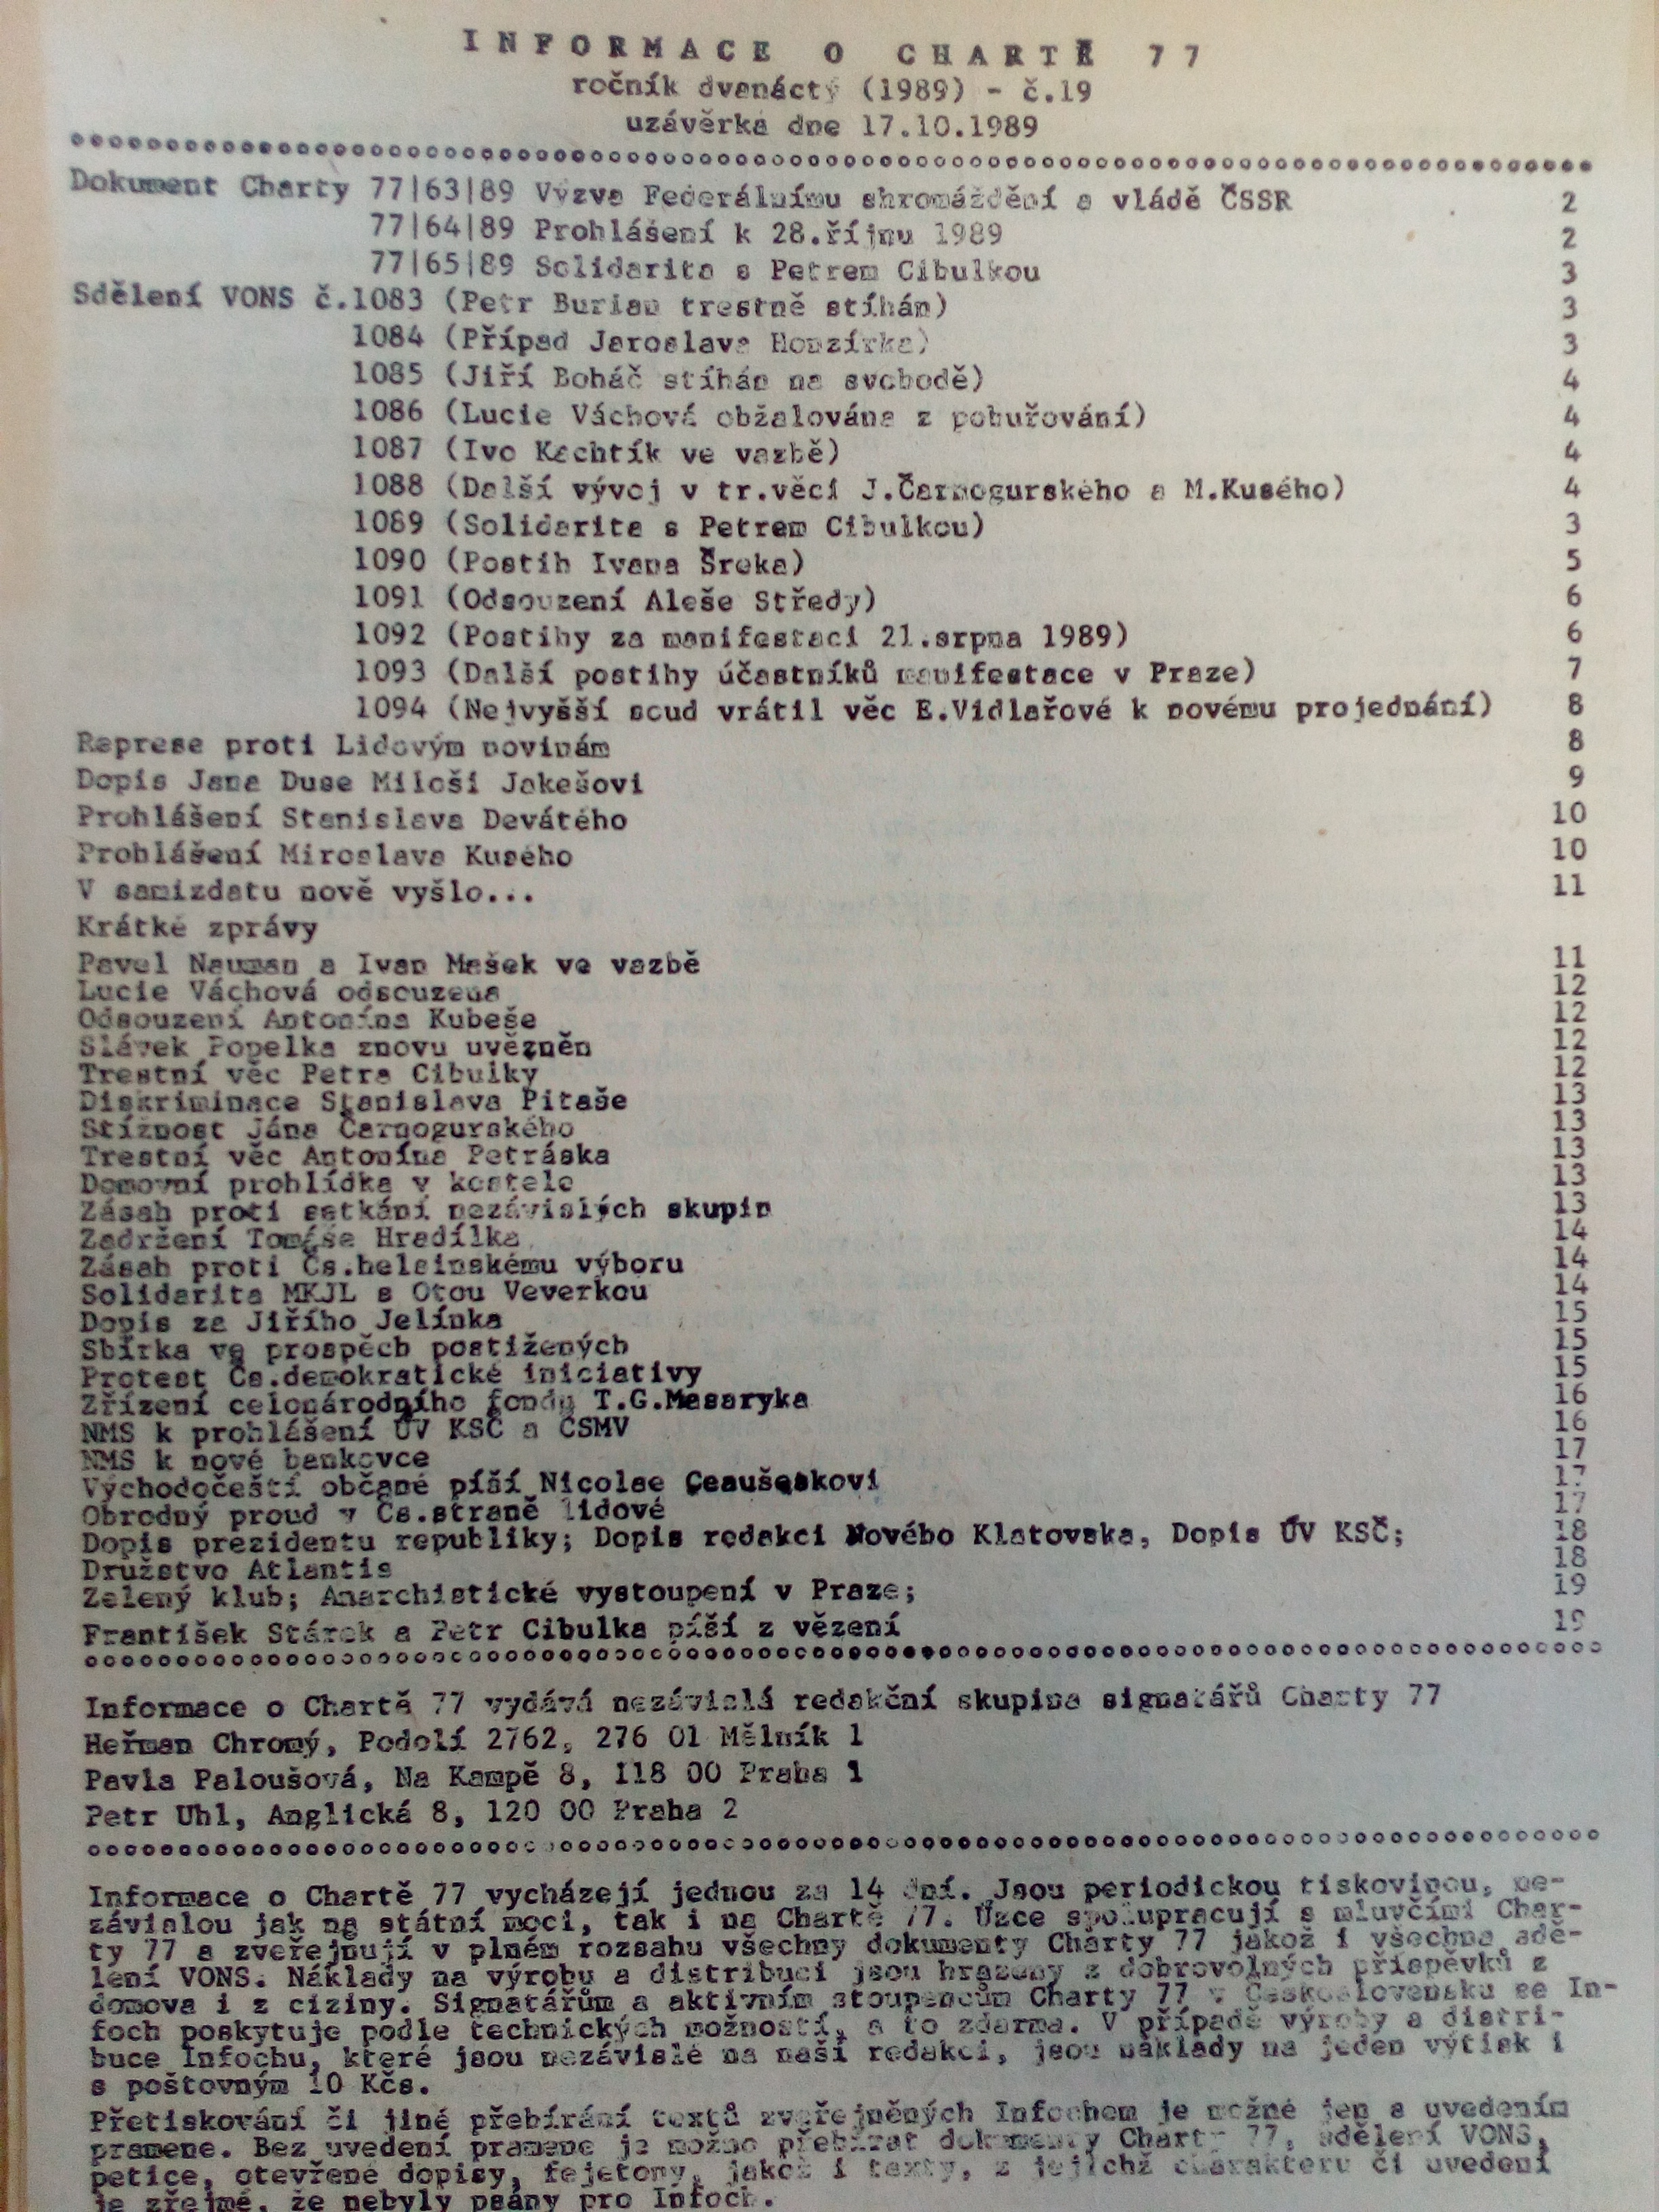 INFORMACE O CHARTĚ 77
ročník dvanáctý (1989) - č.19
uzávěrka dne 17.10.1989
Dokument Charty 77|63|89 Výzva Federálnímu shromáždění a vládě ČSSR 2
77|64|89 Prohlášení k 28.říjnu 1989 2
77|65|89 Solidarita s Petrem Cibulkou 3
Sdělení VONS č.1083 (Petr Burian trestně stíhán) 3
1084 (Případ Jaroslava Honzírka) 3
1085 (Jiří Boháč stíhán na svobodě) 4
1086 (Lucie Váchová obžalována z pobuřování) 4
1087 (Ivo Kachtík ve vazbě) 4
1088 (Další vývoj v tr.věci J.Čarnogurského a M.Kusého) 4
1089 (Solidarita s Petrem Cibulkou) 3
1090 (Postih Ivana Šreka) 5
1091 (Odsouzení Aleše Středy) 6
1092 (Postihy za manifestaci 21.srpna 1989) 6
1093 (Další postihy účastníků manifestace v Praze) 7
1094 (Nejvyšší soud vrátil věc E.Vidlařové k novému projednání) 8
Represe proti Lidovým novinám 8
Dopis Jana Duse Miloši Jakešovi 9
Prohlášení Stanislava Devátého 10
Prohlášení Miroslava Kusého 10
V samizdatu nově vyšlo... 11
Krátké zprávy
Pavel Nauman a Ivan Mašek ve vazbě 11
Lucie Váchová odsouzena 12
Odsouzení Antonína Kubeše 12
Slávek Popelka znovu uvězněn 12
Trestní věc Petra Cibulky 12
Diskriminace Stanislava Pitaše 13
Stížnost Jána Čarnogurského 13
Trestní věc Antonína Petráska 13
Domovní prohlídka v kostele 13
Zásah proti setkání nezávislých skupin 13
Zadržení Tomáše Hradílka 14
Zásah proti Čs.helsinskému výboru 14
Solidarita MKJL s Otou Veverkou 14
Dopis za Jiřího Jelínka 15
Sbírka ve prospěch postižených 15
Protest Čs.demokratické iniciativy 15
Zřízení celonárodního fondu T.G.Masaryka 16
NMS k prohlášení ÚV KSČ a ČSMV 16
NMS k nové bankovce 17
Východočeští občané píší Nicolae Ceaušeskovi 17
Obrodný proud v Čs.straně lidové 17
Dopis prezidentu republiky; Dopis redakci Nového Klatovska, Dopis ÚV KSČ; 18
Družstvo Atlantis 18
Zelený klub; Anarchistické vystoupení v Praze; 19
František Stárek a Petr Cibulka píší z vězení 19
Informace o Chartě 77 vydává nezávislá redakční skupina signatářů Charty 77
Heřman Chromý, Podolí 2762, 276 01 Mělník 1
Pavla Paloušová, Na Kampě 8, 118 00 Praha 1
Petr Uhl, Anglická 8, 120 00 Praha 2
Informace o Chartě 77 vycházejí jednou za 14 dní. Jsou periodickou tiskovinou, ne-
závislou jak na státní moci, tak i na Chartě 77. Úzce spolupracují s mluvčími Char-
ty 77 a zveřejnují v plném rozsahu všechny dokumenty Charty 77 jakož i všechna sdě-
lení VONS. Náklady na výrobu a distribuci jsou hrazeny z dobrovolných příspěvků z
domova i z ciziny. Signatářům a aktivním stoupencům Charty 77 v Československu se In-
foch poskytuje podle technických možností, a to zdarma. V případě výroby a distri-
buce Infochu, které jsou nezávislé na naší redakci, jsou náklady na jeden výtisk i
s poštovným 10 Kčs.
Přetiskování či jiné přebírání textů zveřejněných Infochem je možné jen s uvedením
pramene. Bez uvedení pramene je možno přebírat dokumenty Charty 77, sdělení VONS,
petice, otevřené dopisy, fejetony, jakož i texty, z jejichž charakteru či uvedení
je zřejmé, že nebyly psány pro Infoch.